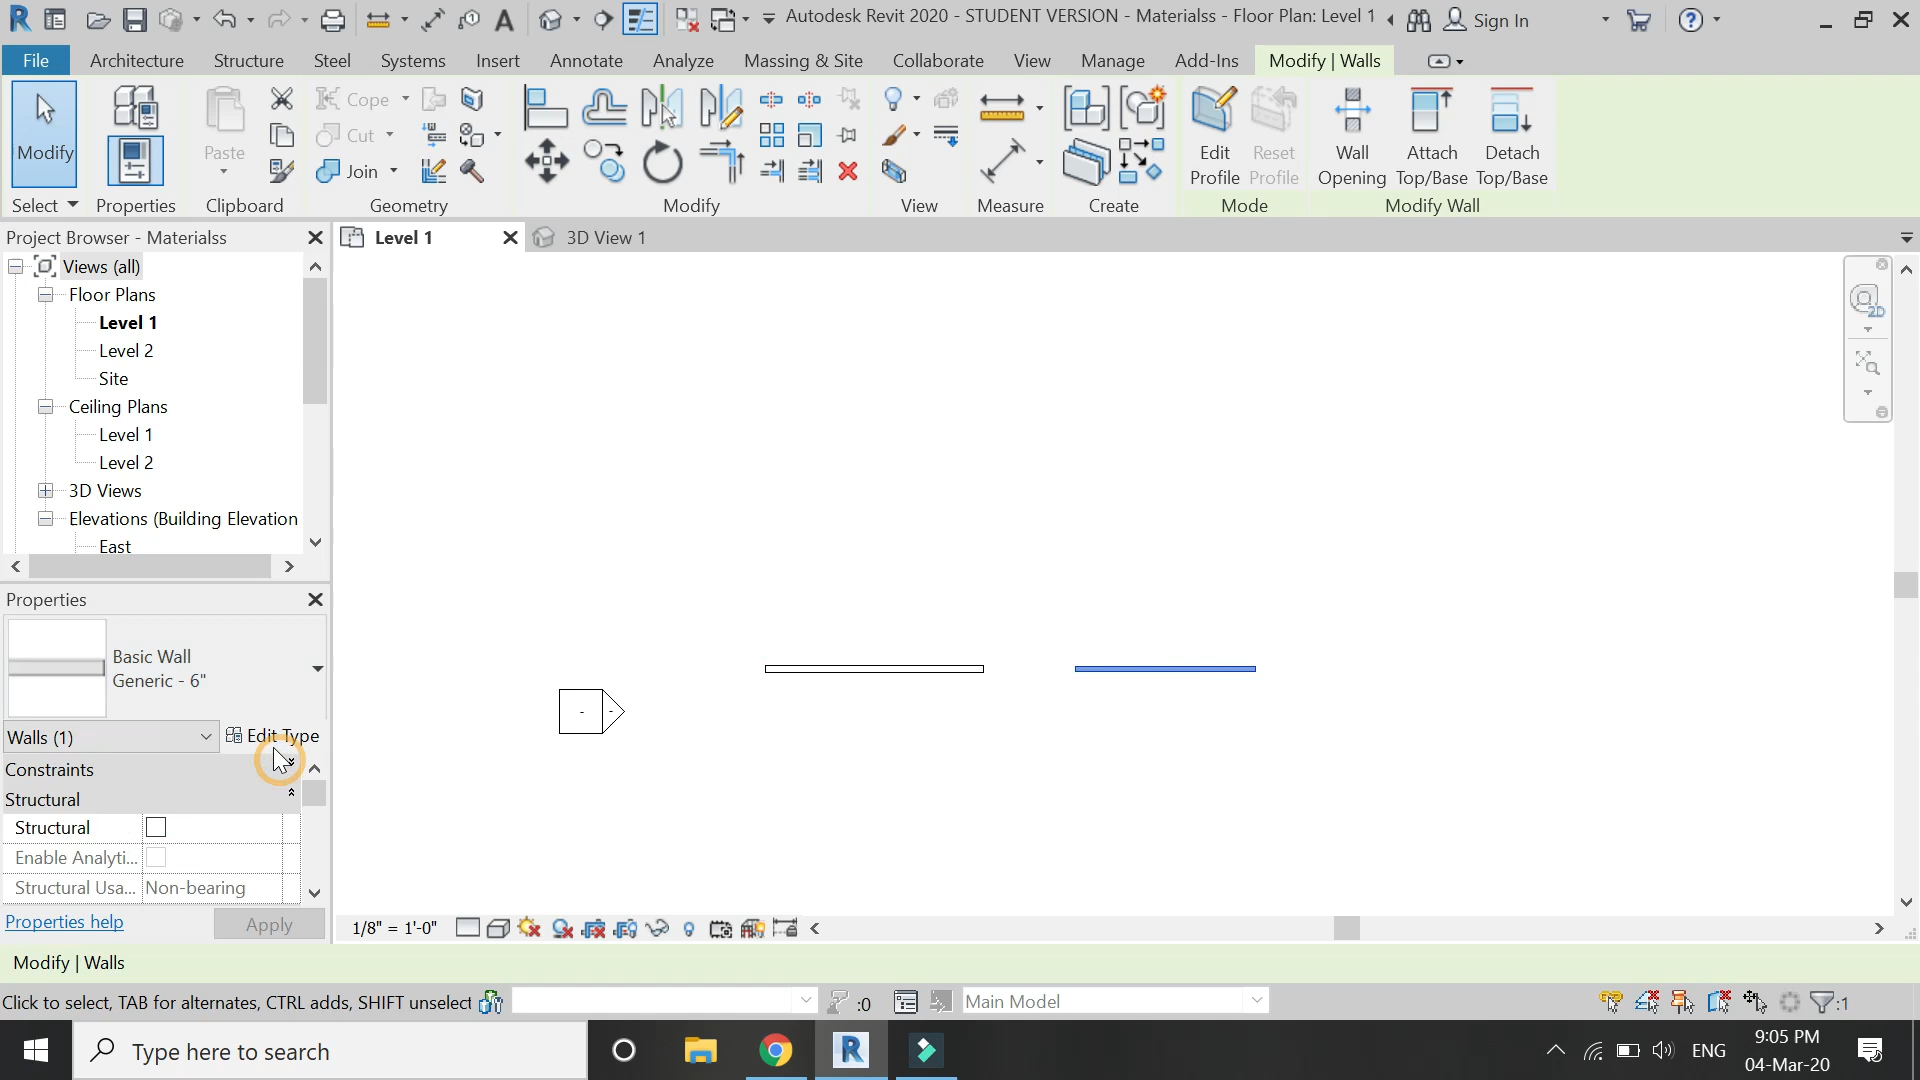 Autodesk Revit 2020 - STUDENT VERSION - Materialss - Floor Plan: Level 1
Sign In
File Architecture Structure Steel Systems Insert Annotate Analyze Massing & Site Collaborate View Manage Add-Ins Modify | Walls
Modify
Paste
Cope
Cut
Join
Edit Profile
Reset Profile
Wall Opening
Attach Top/Base
Detach Top/Base
Select Properties Clipboard Geometry Modify View Measure Create Mode Modify Wall
Project Browser - Materialss
Level 1
3D View 1
Views (all)
Floor Plans
Level 1
Level 2
Site
Ceiling Plans
Level 1
Level 2
3D Views
Elevations (Building Elevation
East
2D
Properties
Basic Wall
Generic - 6"
Walls (1)
Edit Type
Constraints
Structural
Structural
Enable Analyti...
Structural Usa... Non-bearing
Properties help
Apply
1/8" = 1'-0"
Modify | Walls
Click to select, TAB for alternates, CTRL adds, SHIFT unselect
:0
Main Model
:1
Type here to search
ENG
9:05 PM
04-Mar-20